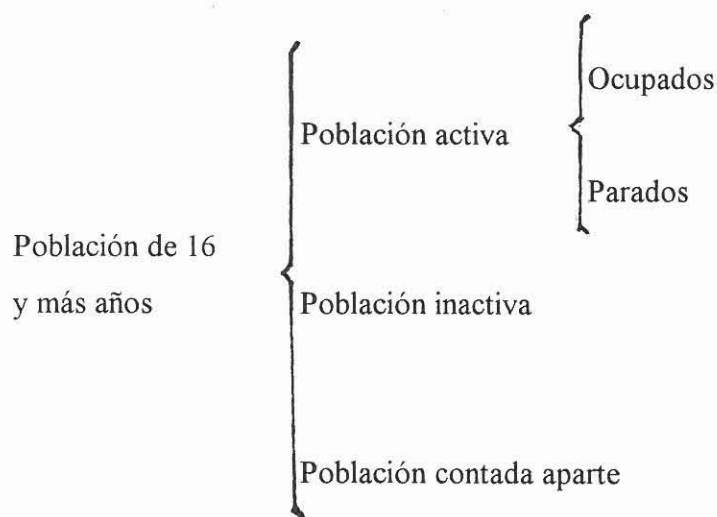 Ocupados
Población activa
Parados
Población de 16
y más años
Población inactiva
Población contada aparte